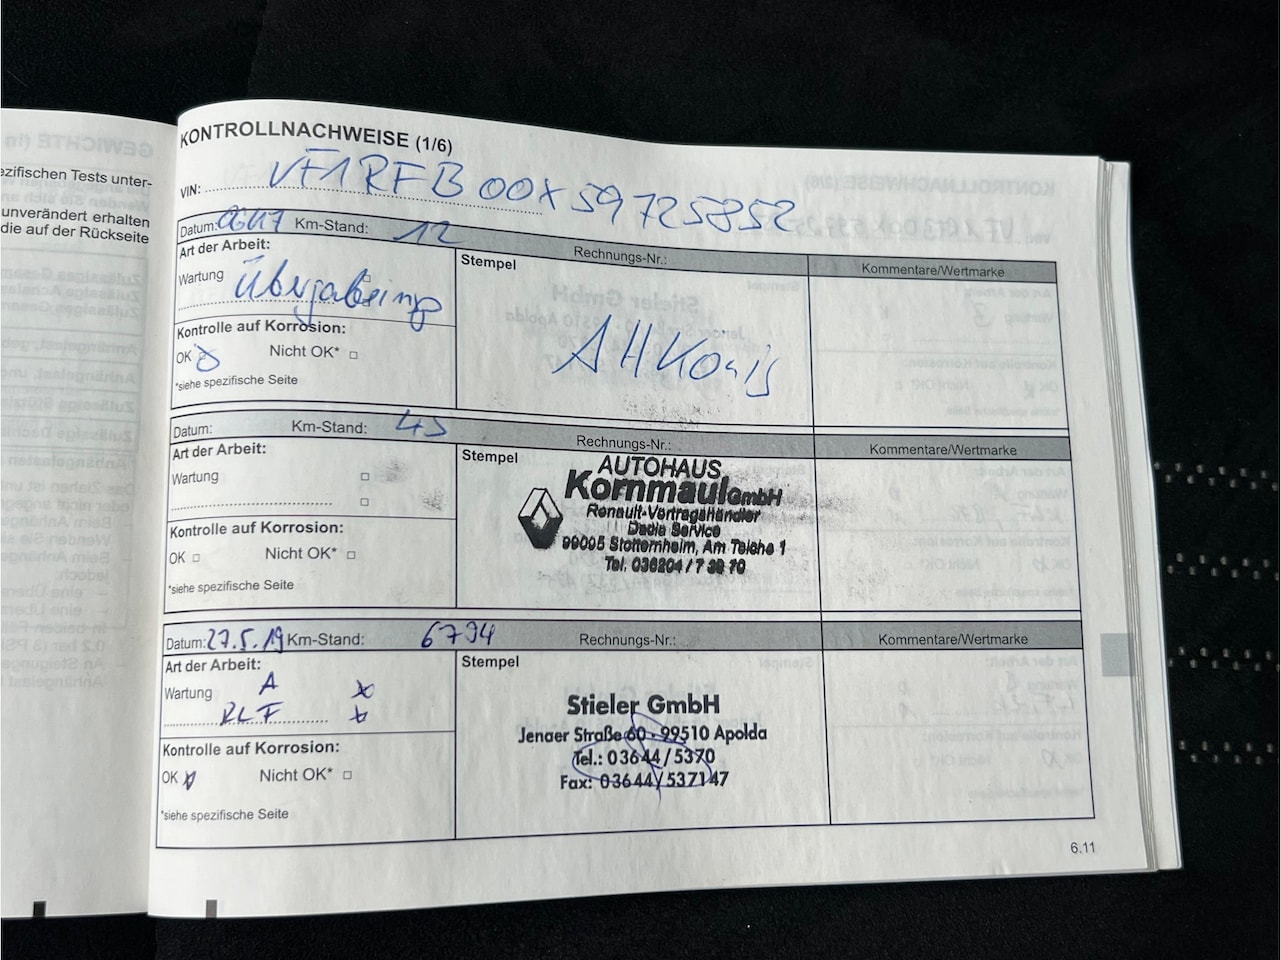 ezifischen Tests unter-
unverändert erhalten
die auf der Rückseite
KONTROLLNACHWEISE (1/6)
VIN: VF1RFB00X59725852
Datum: 06.17 Km-Stand: 12 Rechnungs-Nr.: Kommentare/Wertmarke
Art der Arbeit:
Stempel
Wartung
Übergabeinsp
Kontrolle auf Korrosion:
OK Nicht OK*
*siehe spezifische Seite
AH König
Datum: Km-Stand: 45 Rechnungs-Nr.: Kommentare/Wertmarke
Art der Arbeit:
Stempel
Wartung
Kontrolle auf Korrosion:
OK Nicht OK*
*siehe spezifische Seite
AUTOHAUS
Kornmaul GmbH
Renault-Vertragshändler
Dacia Service
99095 Stotternheim, Am Teiche 1
Tel. 036204 / 7 39 70
Datum: 27.5.19 Km-Stand: 6794 Rechnungs-Nr.: Kommentare/Wertmarke
Art der Arbeit:
Stempel
Wartung A
RLF
Kontrolle auf Korrosion:
OK Nicht OK*
*siehe spezifische Seite
Stieler GmbH
Jenaer Straße 60 · 99510 Apolda
Tel.: 03644 / 5370
Fax: 03644 / 537147
6.11